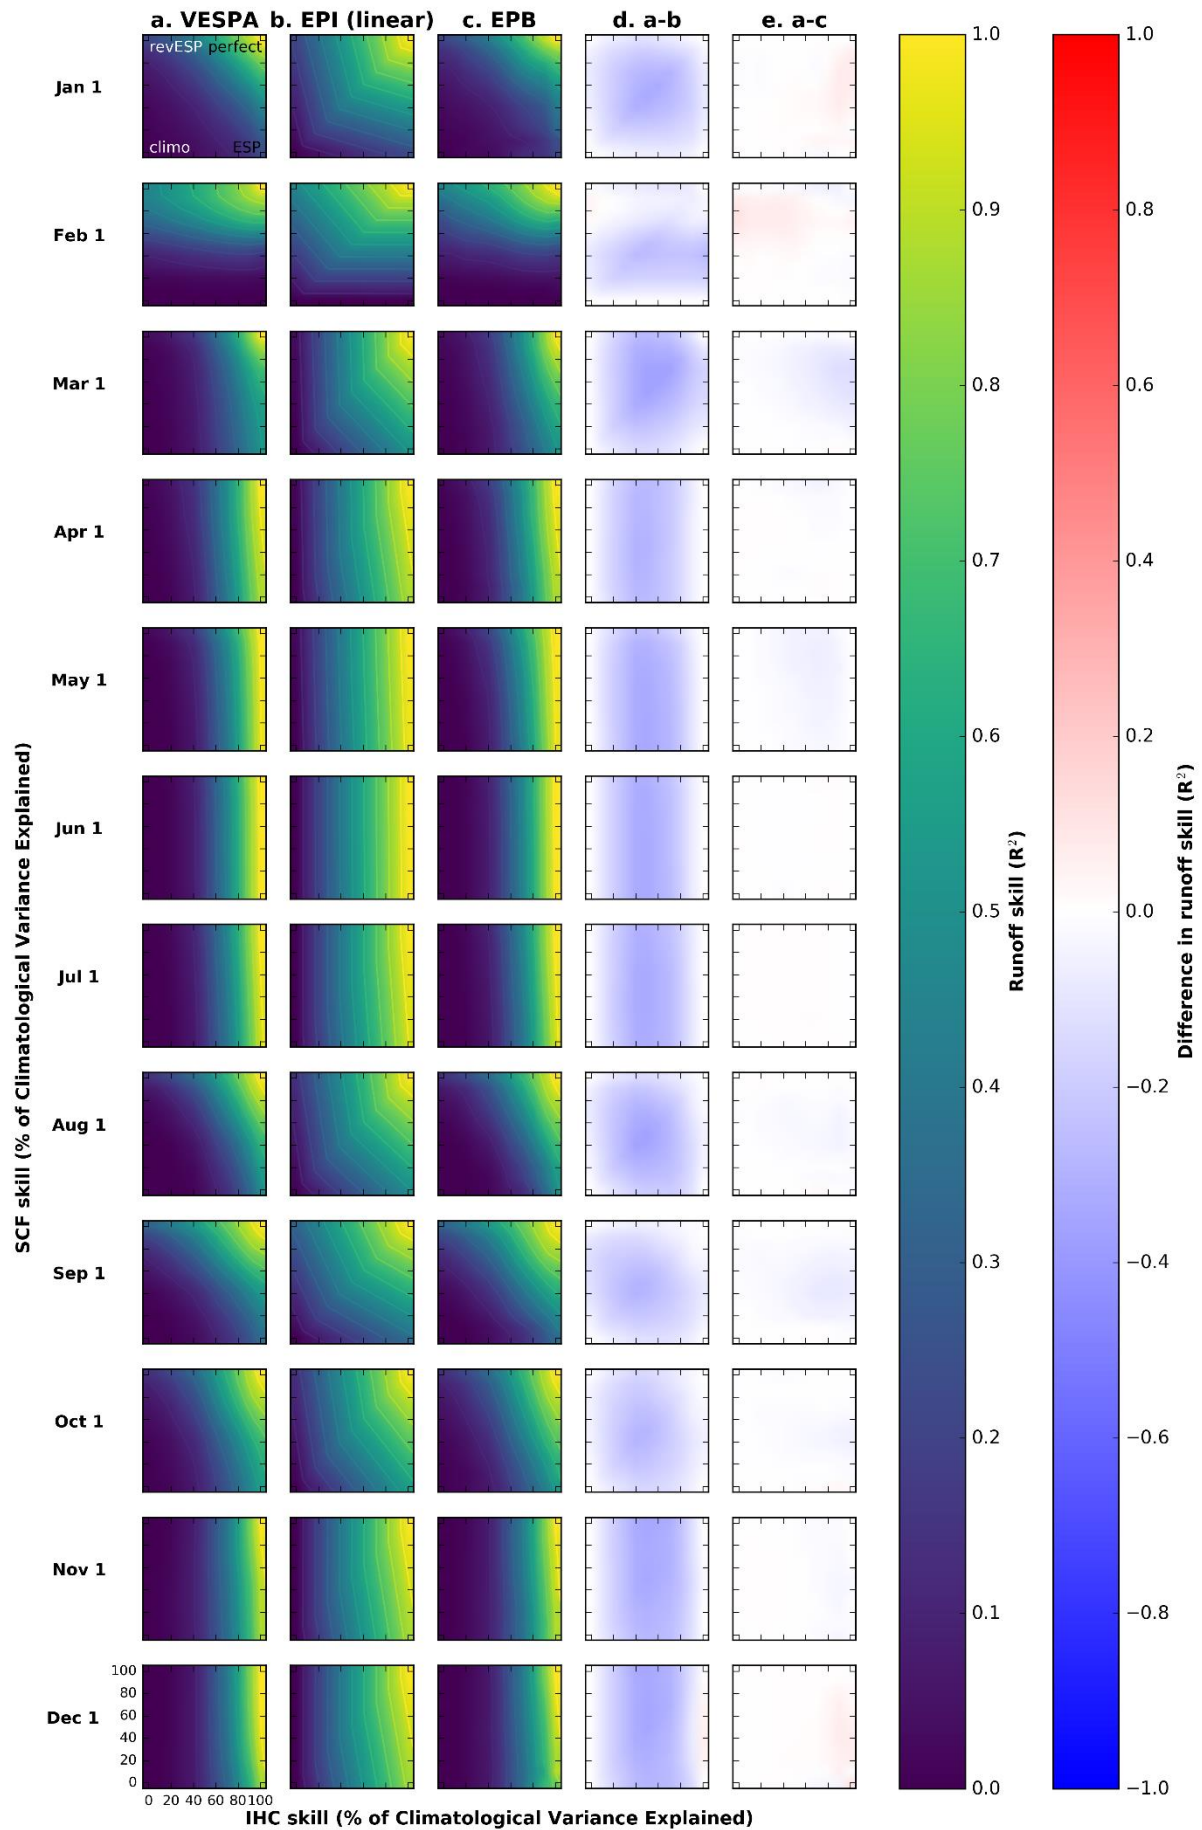 a. VESPA b. EPI (linear) c. EPB d. a-b e. a-c
revESP perfect
climo ESP
Jan 1
Feb 1
Mar 1
Apr 1
May 1
Jun 1
Jul 1
Aug 1
Sep 1
Oct 1
Nov 1
Dec 1
100
80
60
40
20
0
0 20 40 60 80 100
SCF skill (% of Climatological Variance Explained)
IHC skill (% of Climatological Variance Explained)
1.0
0.9
0.8
0.7
0.6
0.5
0.4
0.3
0.2
0.1
0.0
Runoff skill (R²)
1.0
0.8
0.6
0.4
0.2
0.0
−0.2
−0.4
−0.6
−0.8
−1.0
Difference in runoff skill (R²)